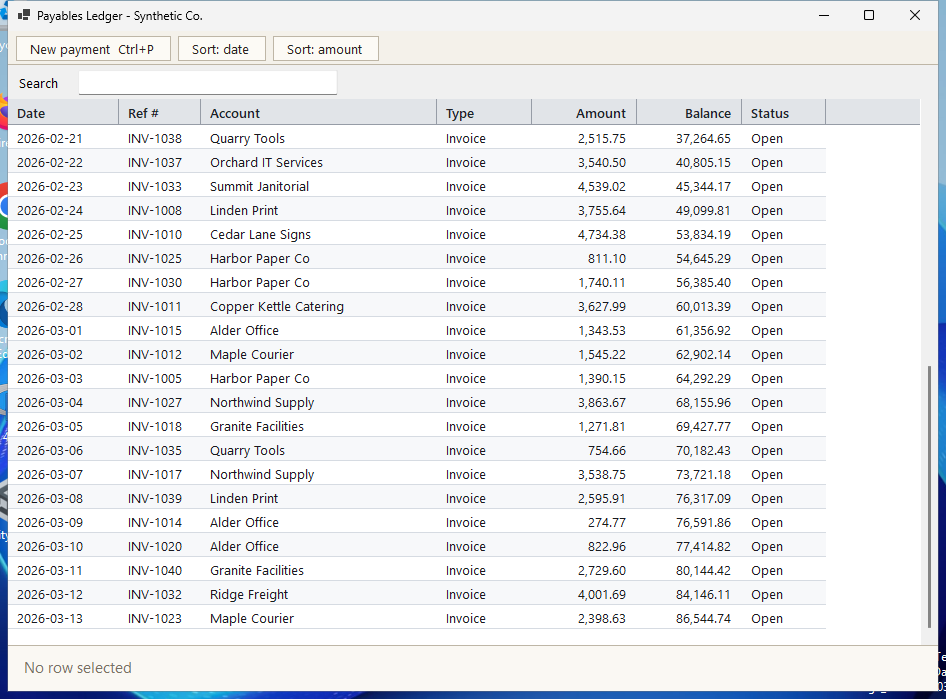 Payables Ledger - Synthetic Co.
New payment Ctrl+P Sort: date Sort: amount
Search
Date Ref # Account Type Amount Balance Status
2026-02-21 INV-1038 Quarry Tools Invoice 2,515.75 37,264.65 Open
2026-02-22 INV-1037 Orchard IT Services Invoice 3,540.50 40,805.15 Open
2026-02-23 INV-1033 Summit Janitorial Invoice 4,539.02 45,344.17 Open
2026-02-24 INV-1008 Linden Print Invoice 3,755.64 49,099.81 Open
2026-02-25 INV-1010 Cedar Lane Signs Invoice 4,734.38 53,834.19 Open
2026-02-26 INV-1025 Harbor Paper Co Invoice 811.10 54,645.29 Open
2026-02-27 INV-1030 Harbor Paper Co Invoice 1,740.11 56,385.40 Open
2026-02-28 INV-1011 Copper Kettle Catering Invoice 3,627.99 60,013.39 Open
2026-03-01 INV-1015 Alder Office Invoice 1,343.53 61,356.92 Open
2026-03-02 INV-1012 Maple Courier Invoice 1,545.22 62,902.14 Open
2026-03-03 INV-1005 Harbor Paper Co Invoice 1,390.15 64,292.29 Open
2026-03-04 INV-1027 Northwind Supply Invoice 3,863.67 68,155.96 Open
2026-03-05 INV-1018 Granite Facilities Invoice 1,271.81 69,427.77 Open
2026-03-06 INV-1035 Quarry Tools Invoice 754.66 70,182.43 Open
2026-03-07 INV-1017 Northwind Supply Invoice 3,538.75 73,721.18 Open
2026-03-08 INV-1039 Linden Print Invoice 2,595.91 76,317.09 Open
2026-03-09 INV-1014 Alder Office Invoice 274.77 76,591.86 Open
2026-03-10 INV-1020 Alder Office Invoice 822.96 77,414.82 Open
2026-03-11 INV-1040 Granite Facilities Invoice 2,729.60 80,144.42 Open
2026-03-12 INV-1032 Ridge Freight Invoice 4,001.69 84,146.11 Open
2026-03-13 INV-1023 Maple Courier Invoice 2,398.63 86,544.74 Open
No row selected